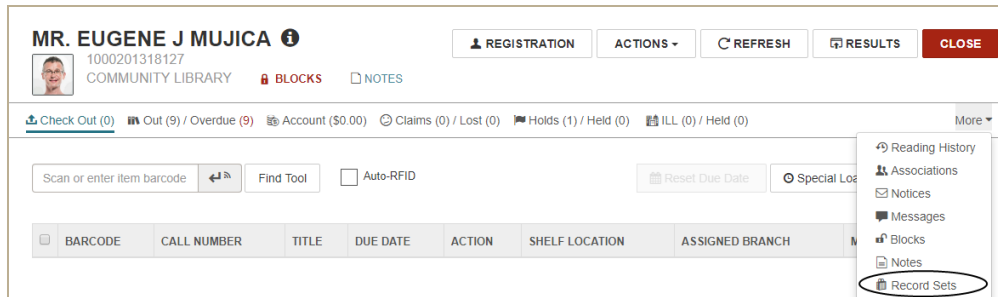 MR. EUGENE J MUJICA
REGISTRATION ACTIONS REFRESH RESULTS CLOSE
1000201318127
COMMUNITY LIBRARY BLOCKS NOTES
Check Out (0) Out (9) / Overdue (9) Account ($0.00) Claims (0) / Lost (0) Holds (1) / Held (0) ILL (0) / Held (0) More
Reading History
Associations
Notices
Messages
Blocks
Notes
Record Sets
Scan or enter item barcode Find Tool Auto-RFID Reset Due Date Special Loa
BARCODE CALL NUMBER TITLE DUE DATE ACTION SHELF LOCATION ASSIGNED BRANCH M